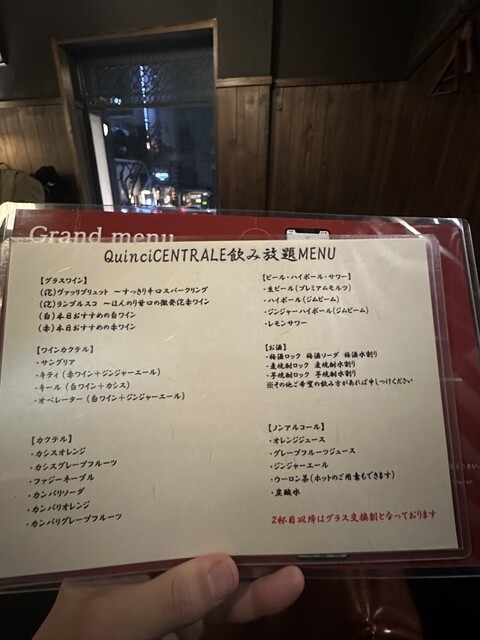 Grand menu
QuinciCENTRALE飲み放題MENU
【グラスワイン】
(泡)ヴァッリブリュット ～すっきり辛口スパークリング
(泡)ランブルスコ ～ほんのり甘口の微発泡赤ワイン
(白)本日おすすめの白ワイン
(赤)本日おすすめの赤ワイン
【ワインカクテル】
・サングリア
・キティ(赤ワイン+ジンジャーエール)
・キール(白ワイン+カシス)
・オペレーター(白ワイン+ジンジャーエール)
【カクテル】
・カシスオレンジ
・カシスグレープフルーツ
・ファジーネーブル
・カンパリソーダ
・カンパリオレンジ
・カンパリグレープフルーツ
【ビール・ハイボール・サワー】
・生ビール(プレミアムモルツ)
・ハイボール(ジムビーム)
・ジンジャーハイボール(ジムビーム)
・レモンサワー
【お酒】
・梅酒ロック 梅酒ソーダ 梅酒水割り
・麦焼酎ロック 麦焼酎水割り
・芋焼酎ロック 芋焼酎水割り
※その他ご希望の飲み方があれば申しつけください
【ノンアルコール】
・オレンジジュース
・グレープフルーツジュース
・ジンジャーエール
・ウーロン茶(ホットのご用意もできます)
・炭酸水
2杯目以降はグラス交換制となっております